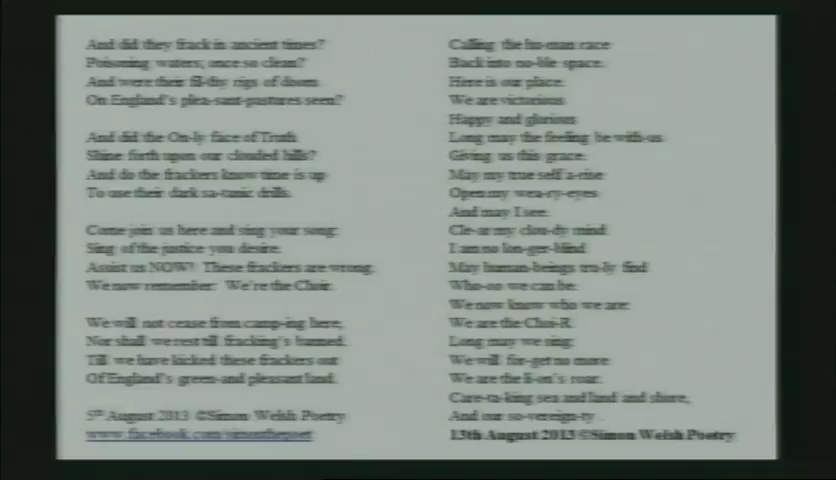 And did they frack in ancient times?
Poisoning waters; once so clean?
And were their fil-thy rigs of doom
On England's plea-sant-pastures seen?
And did the On-ly face of Truth
Shine forth upon our clouded hills?
And do the frackers know time is up
To use their dark sa-tanic drills.
Come join us here and sing your song:
Sing of the justice you desire.
Assist us NOW! These frackers are wrong
We now remember: We're the Choir.
We will not cease from camp-ing here,
Nor shall we rest till fracking's banned.
Till we have kicked these frackers out
Of England's green-and pleasant land.
5th August 2013 ©Simon Welsh Poetry
www.facebook.com/simonthepoet
Calling the hu-man race
Back into no-ble space.
Here is our place.
We are victorious
Happy and glorious
Long may the feeling be with-us
Giving us this grace.
May my true self a-rise
Open my wea-ry-eyes
And may I see.
Cle-ar my clou-dy mind
I am no lon-ger-blind
May human-beings tru-ly find
Who-oo we can be.
We now know who we are:
We are the Choi-R.
Long may we sing:
We will for-get no more
We are the li-on's roar.
Care-ta-king sea and land and shore,
And our so-vereign-ty
13th August 2013 ©Simon Welsh Poetry